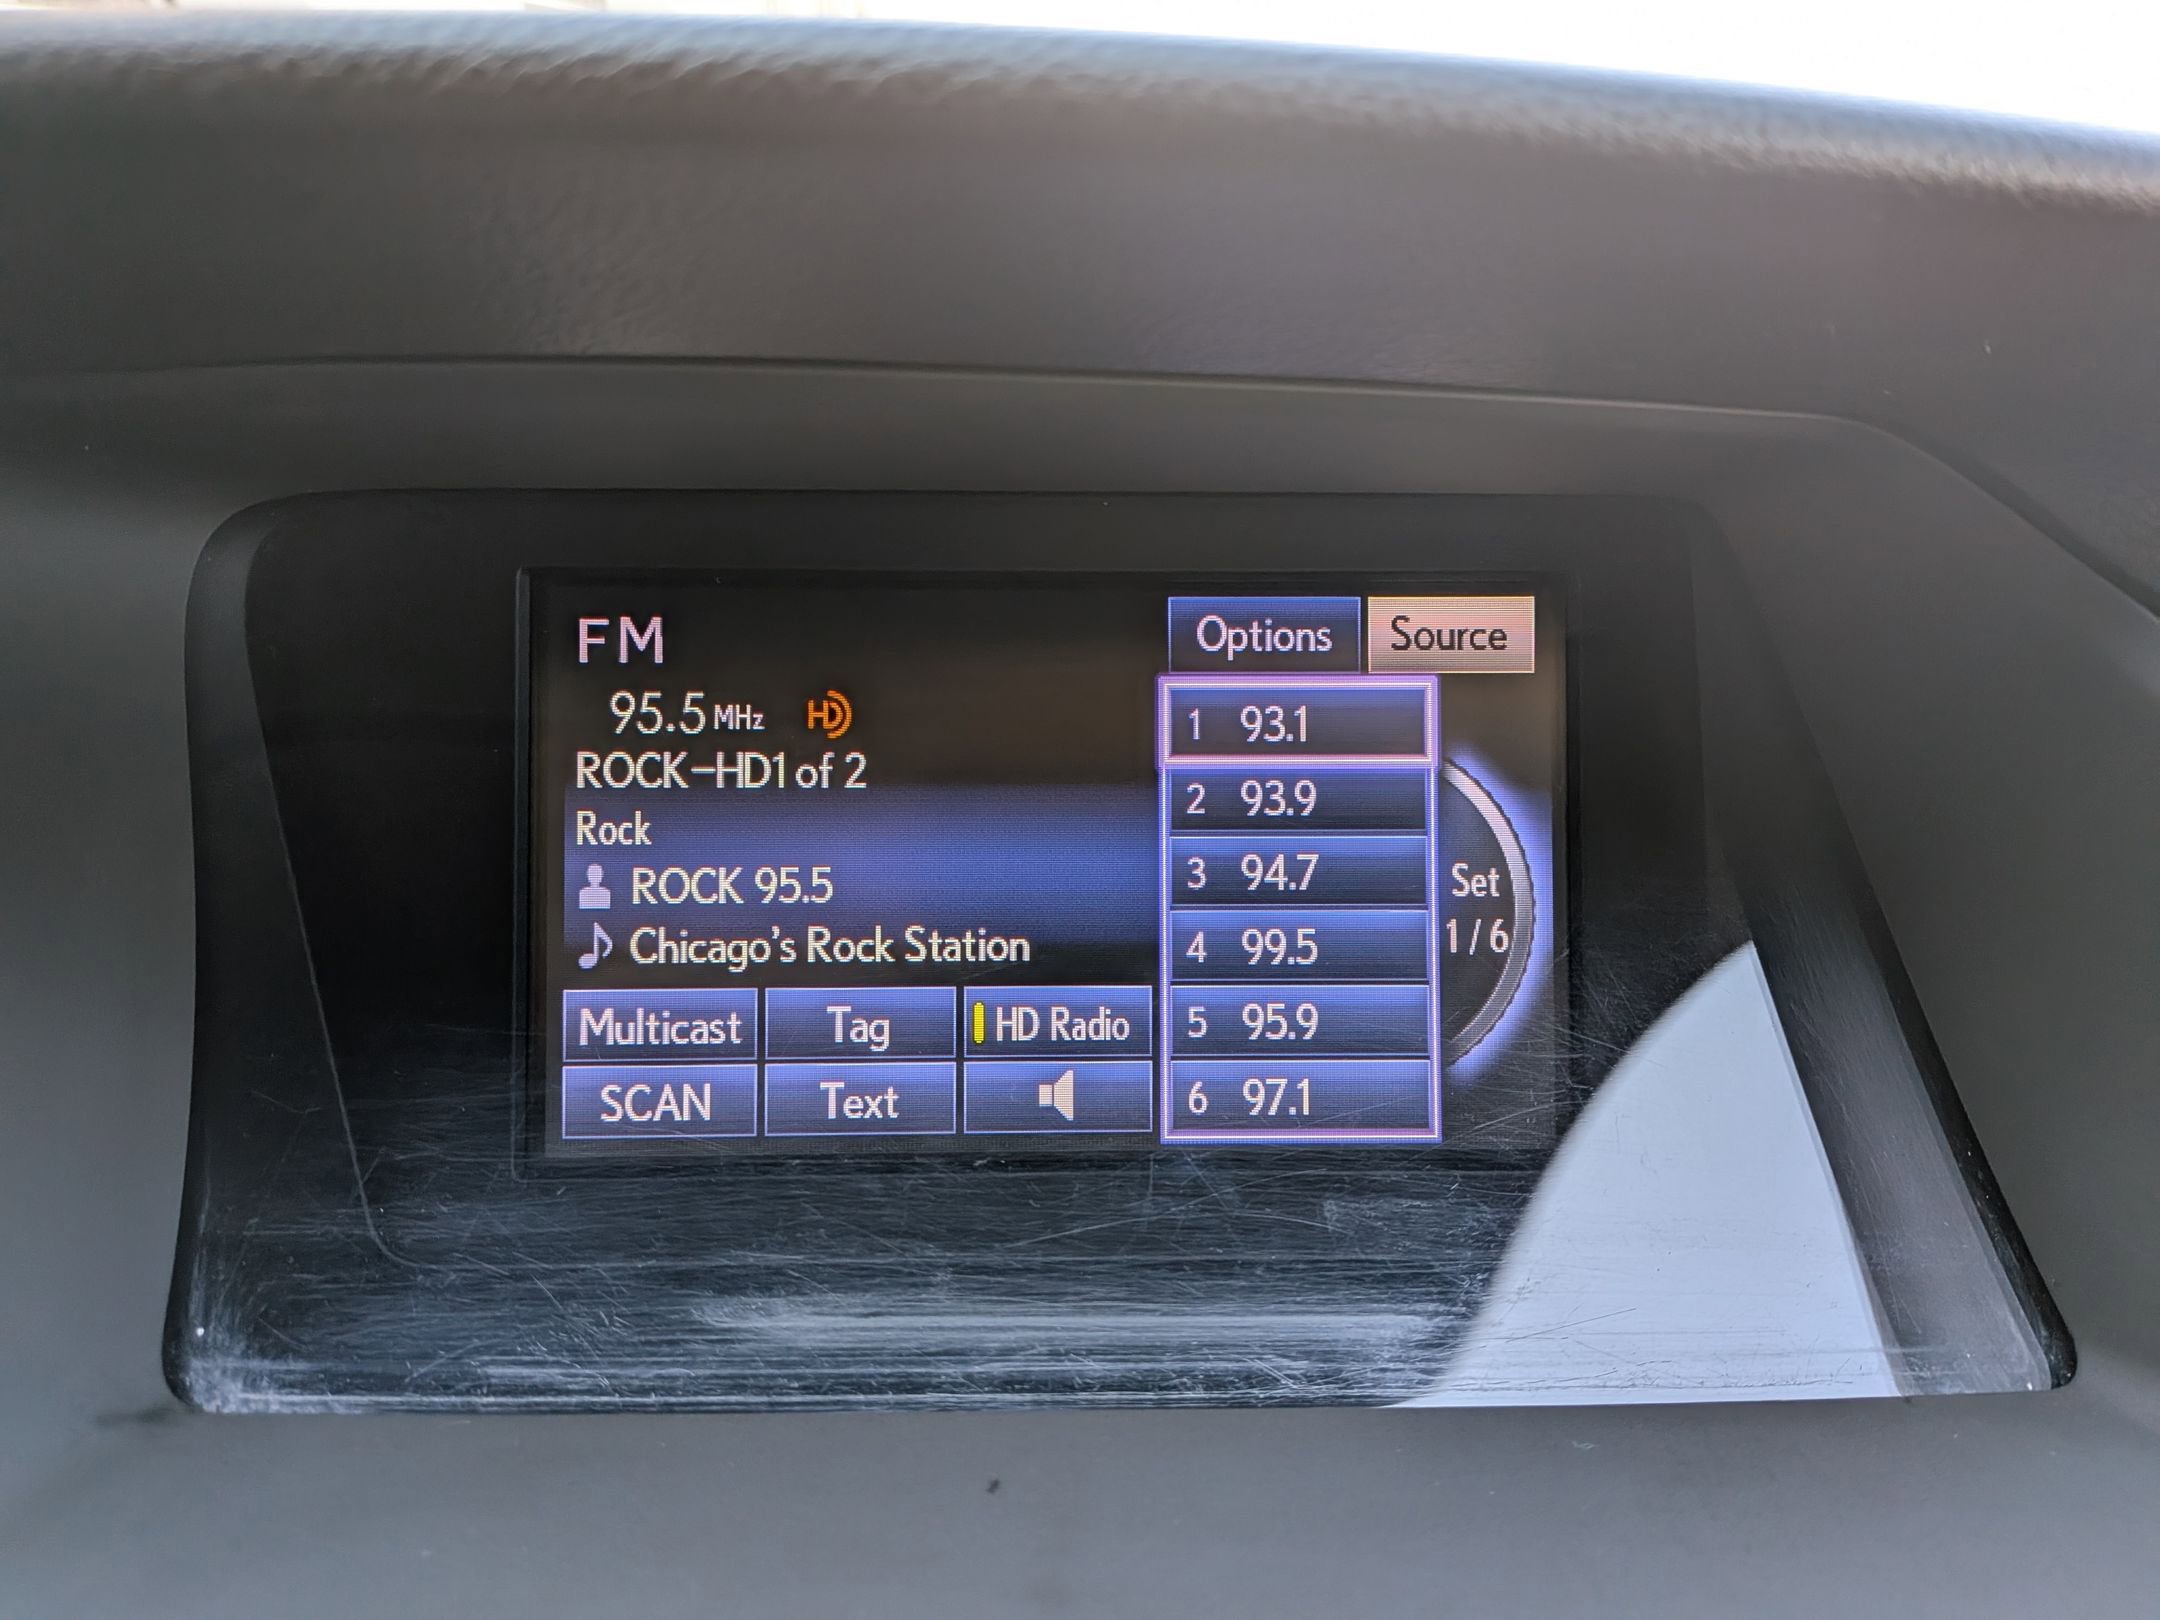 FM
Options Source
95.5 MHz HD
ROCK-HD1 of 2
Rock
ROCK 95.5
Chicago's Rock Station
Multicast Tag HD Radio
SCAN Text
1 93.1
2 93.9
3 94.7
4 99.5
5 95.9
6 97.1
Set
1/6